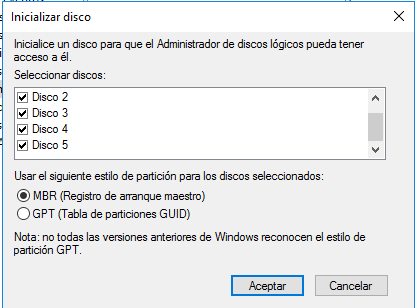 Inicializar disco
Inicialice un disco para que el Administrador de discos lógicos pueda tener
acceso a él.
Seleccionar discos:
Disco 2
Disco 3
Disco 4
Disco 5
Usar el siguiente estilo de partición para los discos seleccionados:
MBR (Registro de arranque maestro)
GPT (Tabla de particiones GUID)
Nota: no todas las versiones anteriores de Windows reconocen el estilo de
partición GPT.
Aceptar
Cancelar